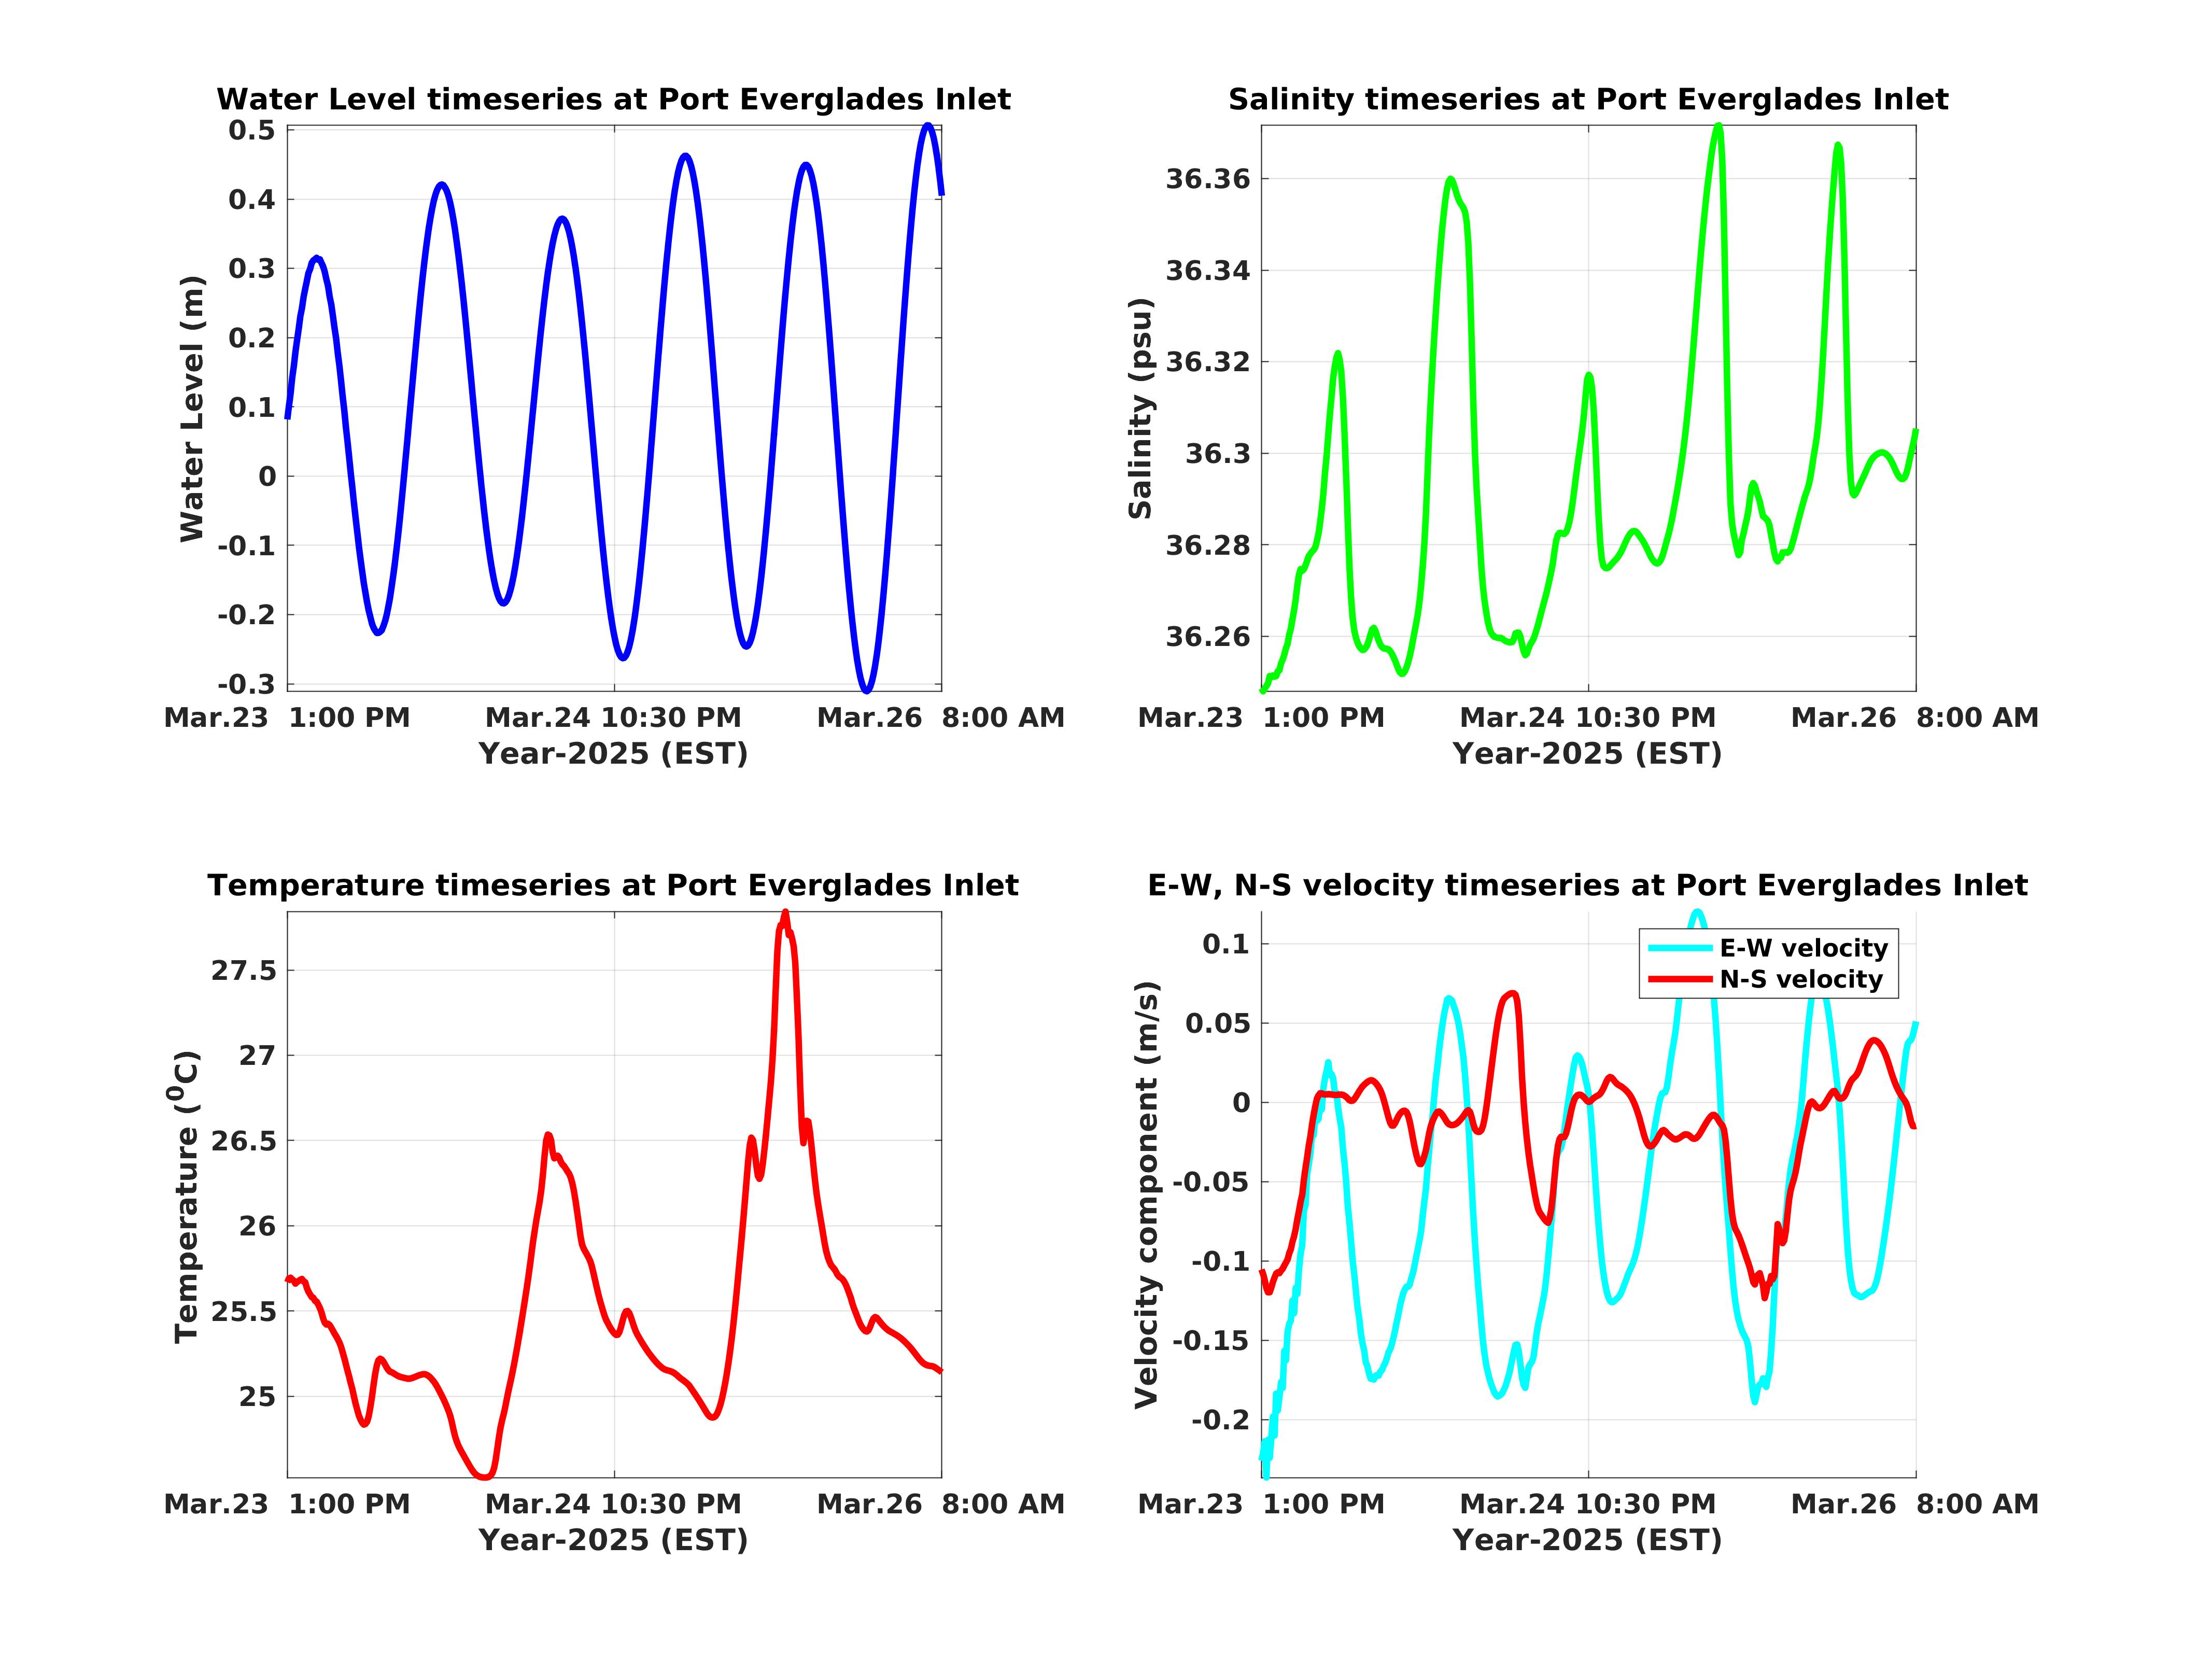 Water Level timeseries at Port Everglades Inlet
0.5
0.4
0.3
0.2
0.1
0
-0.1
-0.2
-0.3
Water Level (m)
Mar.23 1:00 PM Mar.24 10:30 PM Mar.26 8:00 AM
Year-2025 (EST)
Salinity timeseries at Port Everglades Inlet
36.36
36.34
36.32
36.3
36.28
36.26
Salinity (psu)
Mar.23 1:00 PM Mar.24 10:30 PM Mar.26 8:00 AM
Year-2025 (EST)
Temperature timeseries at Port Everglades Inlet
27.5
27
26.5
26
25.5
25
Temperature (⁰C)
Mar.23 1:00 PM Mar.24 10:30 PM Mar.26 8:00 AM
Year-2025 (EST)
E-W, N-S velocity timeseries at Port Everglades Inlet
0.1
0.05
0
-0.05
-0.1
-0.15
-0.2
Velocity component (m/s)
E-W velocity
N-S velocity
Mar.23 1:00 PM Mar.24 10:30 PM Mar.26 8:00 AM
Year-2025 (EST)